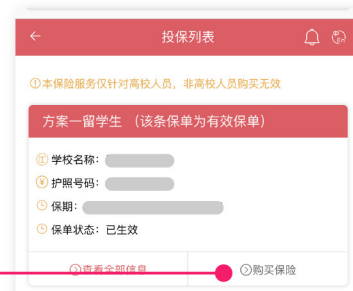 投保列表
En
①本保险服务仅针对高校人员，非高校人员购买无效
方案一留学生 （该条保单为有效保单）
学校名称：
¥ 护照号码：
保期：
保单状态：已生效
查看全部信息
购买保险